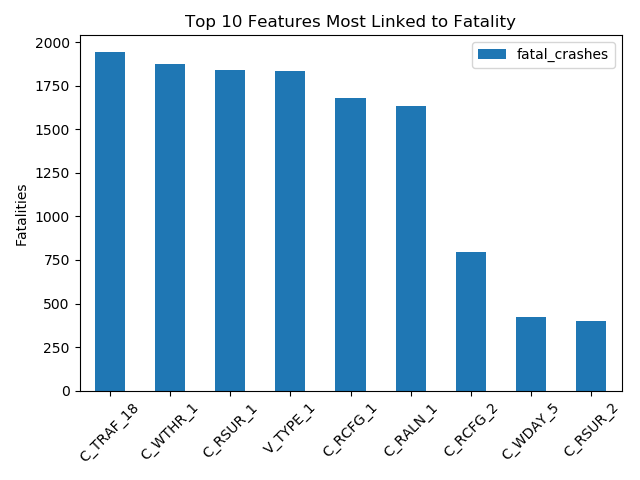 Top 10 Features Most Linked to Fatality
fatal_crashes
Fatalities
2000
1750
1500
1250
1000
750
500
250
0
C_TRAF_18
C_WTHR_1
C_RSUR_1
V_TYPE_1
C_RCFG_1
C_RALN_1
C_RCFG_2
C_WDAY_5
C_RSUR_2